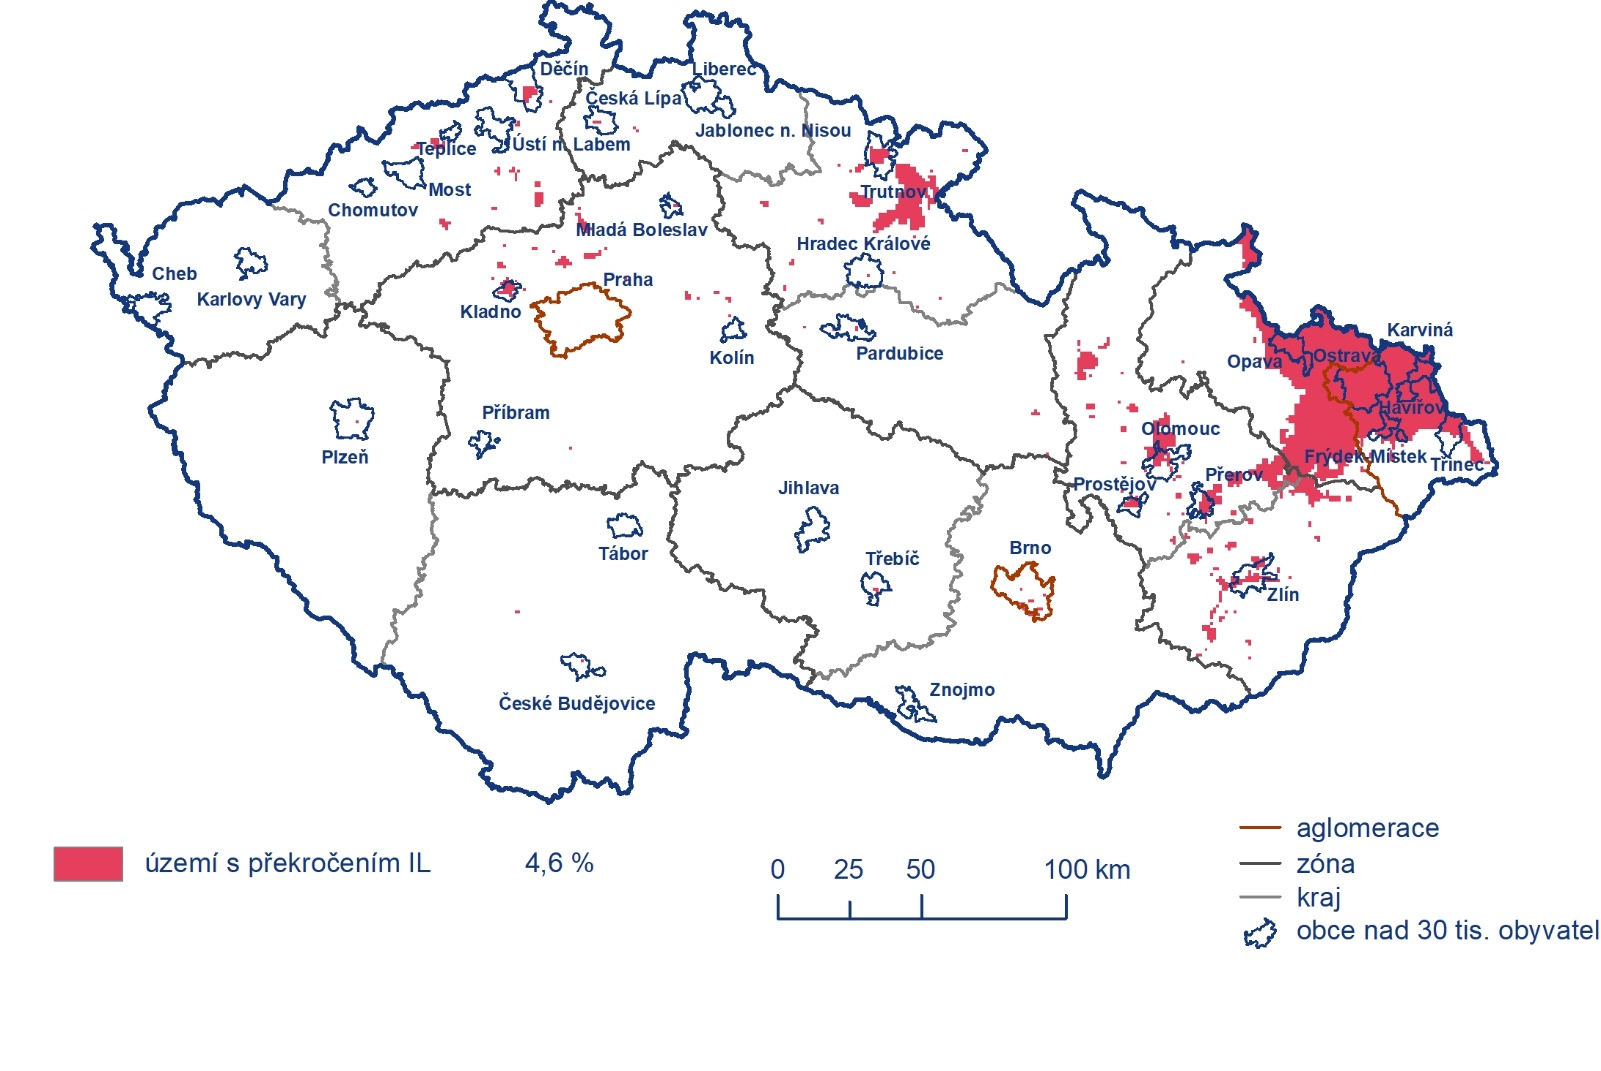 Děčín
Liberec
Česká Lípa
Jablonec n. Nisou
Teplice
Ústí n. Labem
Most
Chomutov
Trutnov
Mladá Boleslav
Hradec Králové
Cheb
Karlovy Vary
Praha
Kladno
Kolín
Pardubice
Karviná
Opava
Ostrava
Havířov
Příbram
Plzeň
Olomouc
Frýdek-Místek
Třinec
Přerov
Prostějov
Jihlava
Tábor
Třebíč
Brno
Zlín
České Budějovice
Znojmo
území s překročením IL 4,6 %
0 25 50 100 km
aglomerace
zóna
kraj
obce nad 30 tis. obyvatel